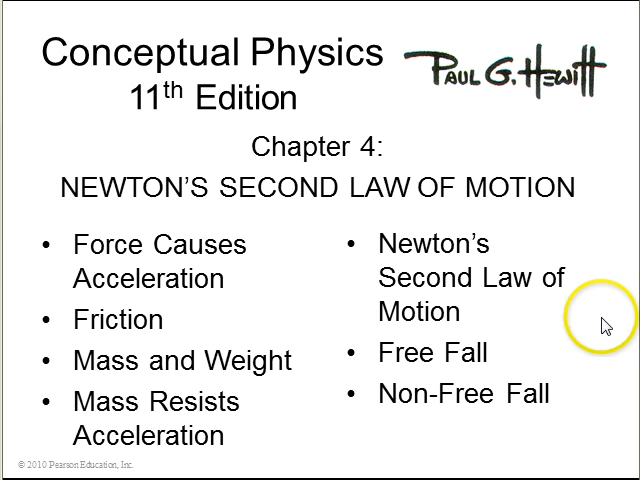 Conceptual Physics
11th Edition
PAUL G. HEWITT
Chapter 4:
NEWTON’S SECOND LAW OF MOTION
• Force Causes
Acceleration
• Friction
• Mass and Weight
• Mass Resists
Acceleration
• Newton’s
Second Law of
Motion
• Free Fall
• Non-Free Fall
© 2010 Pearson Education, Inc.